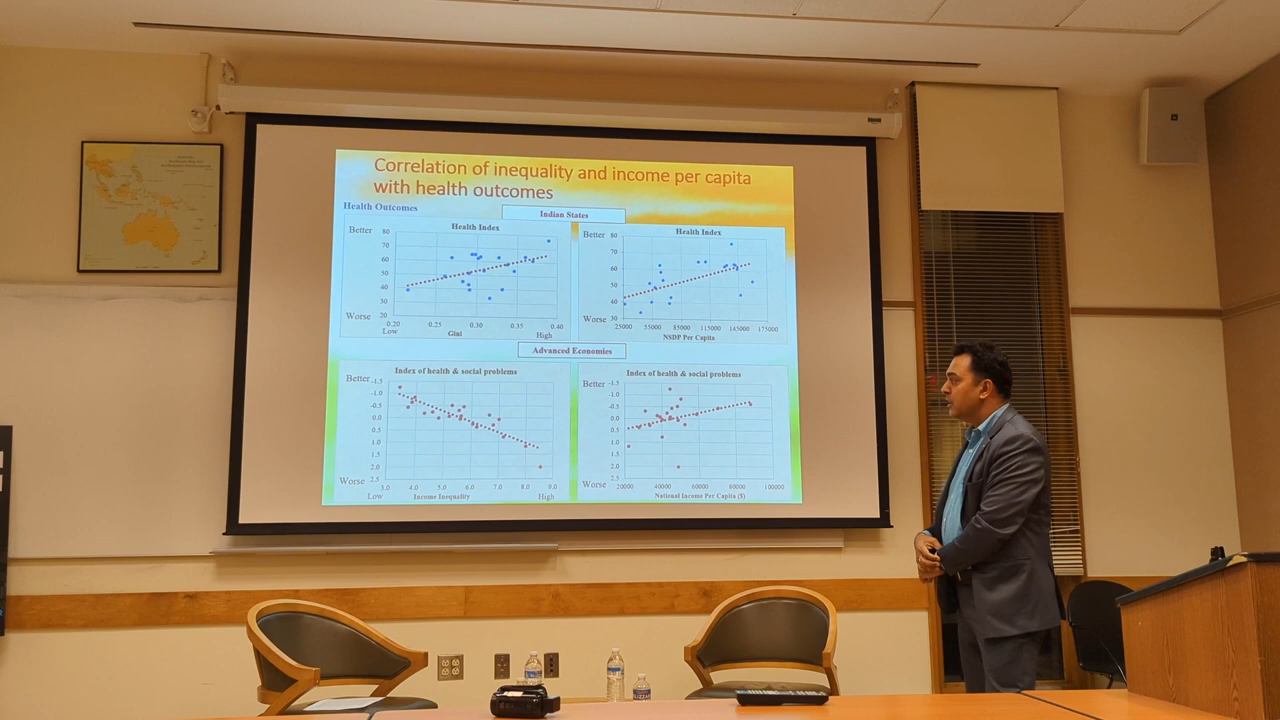 Correlation of inequality and income per capita
with health outcomes
Health Outcomes
Indian States
Health Index
Better
80
70
60
50
40
30
20
Worse
0.20
0.25
0.30
0.35
0.40
Low
Gini
High
Health Index
Better
80
70
60
50
40
30
Worse
25000
55000
85000
115000
145000
175000
NSDP Per Capita
Advanced Economies
Index of health & social problems
Better
-1.5
-1.0
-0.5
0.0
0.5
1.0
1.5
2.0
2.5
Worse
3.0
4.0
5.0
6.0
7.0
8.0
9.0
Low
Income Inequality
High
Index of health & social problems
Better
-1.5
-1.0
-0.5
0.0
0.5
1.0
1.5
2.0
2.5
Worse
20000
40000
60000
80000
100000
National Income Per Capita ($)